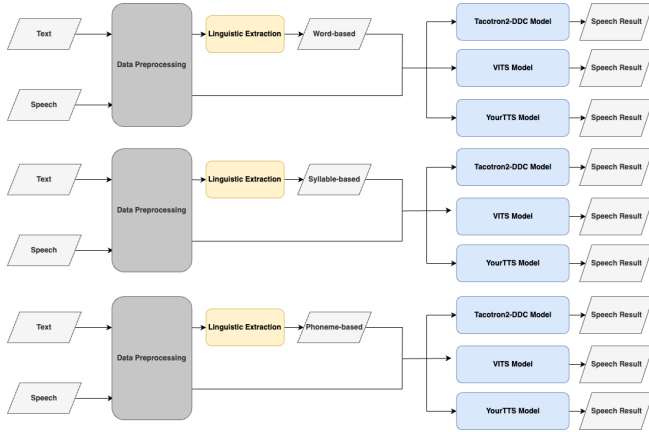 Text
Speech
Data Preprocessing
Linguistic Extraction
Word-based
Tacotron2-DDC Model
Speech Result
VITS Model
Speech Result
YourTTS Model
Speech Result
Text
Speech
Data Preprocessing
Linguistic Extraction
Syllable-based
Tacotron2-DDC Model
Speech Result
VITS Model
Speech Result
YourTTS Model
Speech Result
Text
Speech
Data Preprocessing
Linguistic Extraction
Phoneme-based
Tacotron2-DDC Model
Speech Result
VITS Model
Speech Result
YourTTS Model
Speech Result